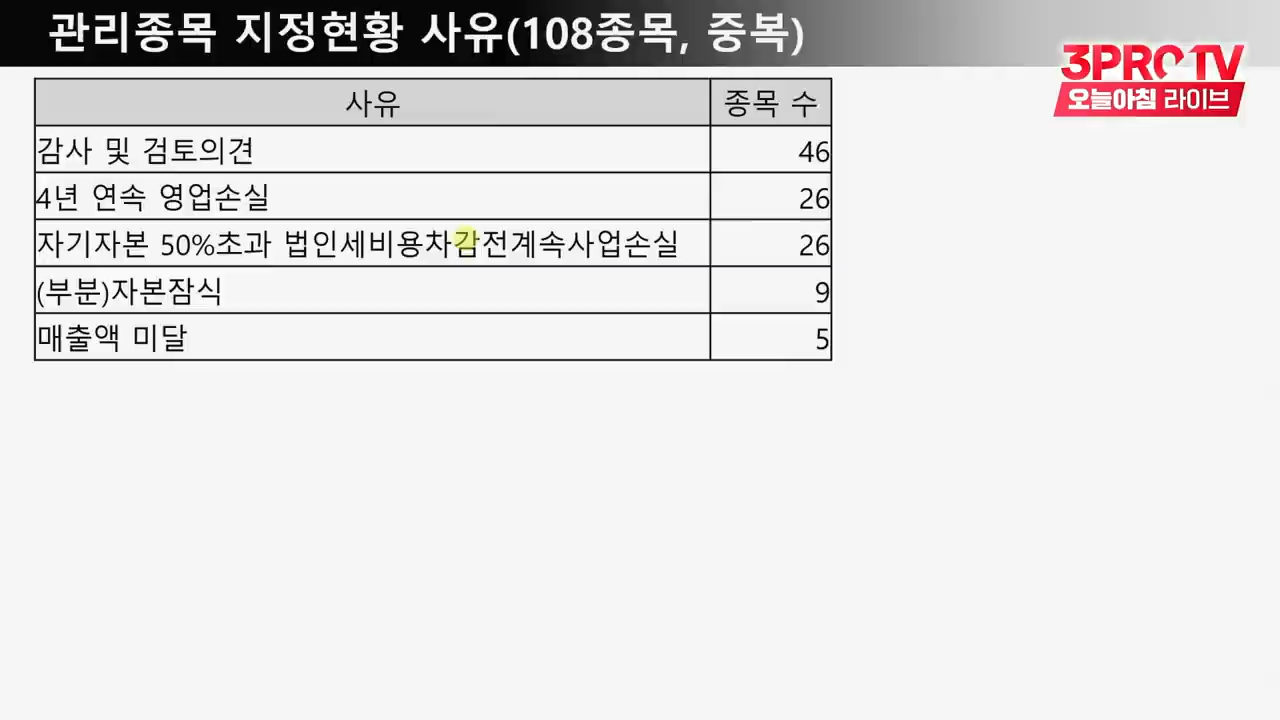 관리종목 지정현황 사유(108종목, 중복)
3PROTV
오늘아침 라이브
사유 종목 수
감사 및 검토의견 46
4년 연속 영업손실 26
자기자본 50%초과 법인세비용차감전계속사업손실 26
(부분)자본잠식 9
매출액 미달 5